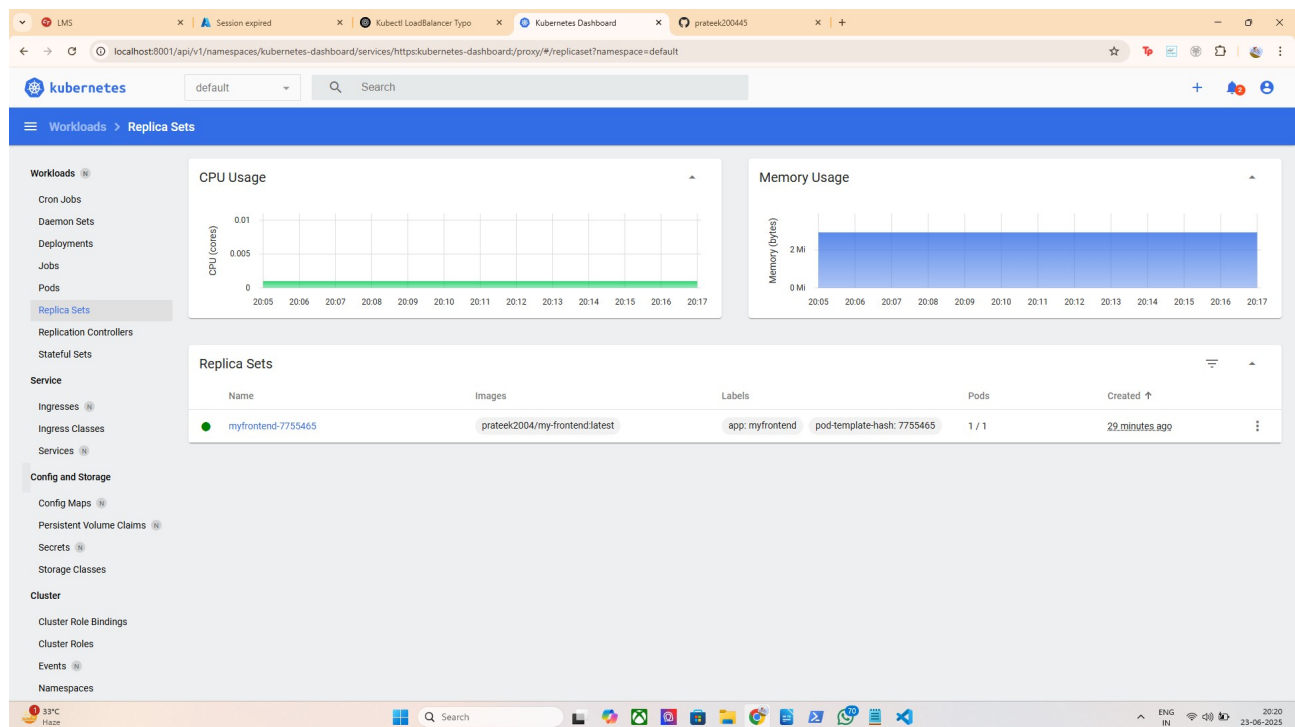 LMS
Session expired
Kubectl LoadBalancer Typo
Kubernetes Dashboard
prateek200445
localhost:8001/api/v1/namespaces/kubernetes-dashboard/services/https:kubernetes-dashboard:/proxy/#/replicaset?namespace=default
kubernetes
default
Search
2
Workloads > Replica Sets
Workloads N
Cron Jobs
Daemon Sets
Deployments
Jobs
Pods
Replica Sets
Replication Controllers
Stateful Sets
Service
Ingresses N
Ingress Classes
Services N
Config and Storage
Config Maps N
Persistent Volume Claims N
Secrets N
Storage Classes
Cluster
Cluster Role Bindings
Cluster Roles
Events N
Namespaces
CPU Usage
CPU (cores)
0.01
0.005
0
20:05 20:06 20:07 20:08 20:09 20:10 20:11 20:12 20:13 20:14 20:15 20:16 20:17
Memory Usage
Memory (bytes)
2 Mi
0 Mi
20:05 20:06 20:07 20:08 20:09 20:10 20:11 20:12 20:13 20:14 20:15 20:16 20:17
Replica Sets
Name Images Labels Pods Created
myfrontend-7755465 prateek2004/my-frontend:latest app: myfrontend pod-template-hash: 7755465 1 / 1 29 minutes ago
1
33°C
Haze
Search
70
ENG
IN
20:20
23-06-2025